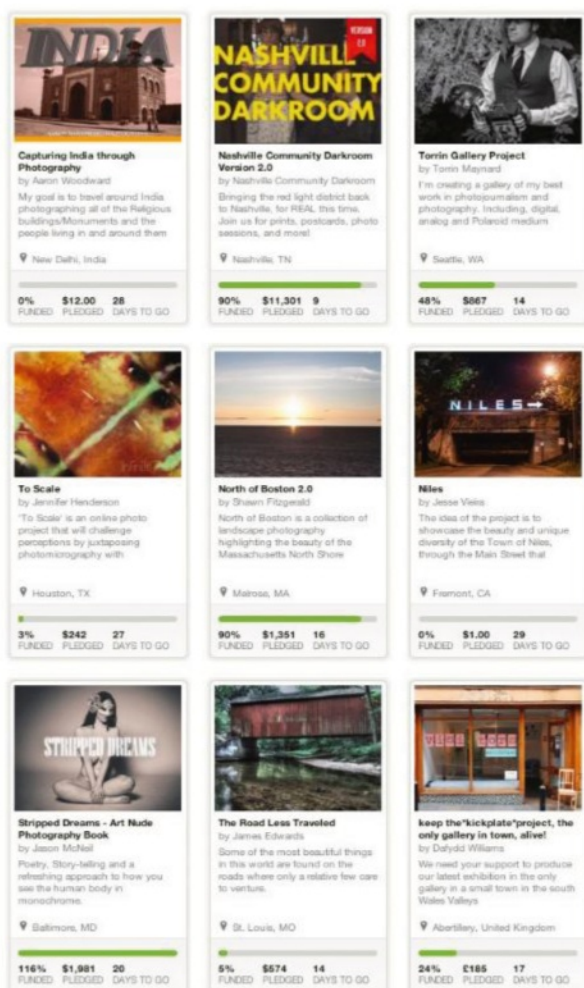 INDIA
Capturing India through
Photography
by Aaron Woodward
My goal is to travel around India
photographing all of the Religious
buildings/Monuments and the
people living in and around them
New Delhi, India
0% $12.00 28
FUNDED PLEDGED DAYS TO GO
VERSION
2.0
NASHVILLE
COMMUNITY
DARKROOM
Nashville Community Darkroom
Version 2.0
by Nashville Community Darkroom
Bringing the red light district back
to Nashville, for REAL this time.
Join us for prints, postcards, photo
sessions, and more!
Nashville, TN
90% $11,301 9
FUNDED PLEDGED DAYS TO GO
Torrin Gallery Project
by Torrin Maynard
I'm creating a gallery of my best
work in photojournalism and
photography. Including, digital,
analog and Polaroid medium
Seattle, WA
48% $867 14
FUNDED PLEDGED DAYS TO GO
To Scale
by Jennifer Henderson
'To Scale' is an online photo
project that will challenge
perceptions by juxtaposing
photomicrography with
Houston, TX
3% $242 27
FUNDED PLEDGED DAYS TO GO
North of Boston 2.0
by Shawn Fitzgerald
North of Boston is a collection of
landscape photography
highlighting the beauty of the
Massachusetts North Shore
Melrose, MA
90% $1,351 16
FUNDED PLEDGED DAYS TO GO
NILES→
Niles
by Jesse Vieira
The idea of the project is to
showcase the beauty and unique
diversity of the Town of Niles,
through the Main Street that
Fremont, CA
0% $1.00 29
FUNDED PLEDGED DAYS TO GO
STRIPPED DREAMS
Stripped Dreams - Art Nude
Photography Book
by Jason McNeil
Poetry, Story-telling and a
refreshing approach to how you
see the human body in
monochrome.
Baltimore, MD
116% $1,981 20
FUNDED PLEDGED DAYS TO GO
The Road Less Traveled
by James Edwards
Some of the most beautiful things
in this world are found on the
roads where only a relative few care
to venture.
St. Louis, MO
5% $574 14
FUNDED PLEDGED DAYS TO GO
keep the*kickplate*project, the
only gallery in town, alive!
by Dafydd Williams
We need your support to produce
our latest exhibition in the only
gallery in a small town in the south
Wales Valleys
Abertillery, United Kingdom
24% £185 17
FUNDED PLEDGED DAYS TO GO